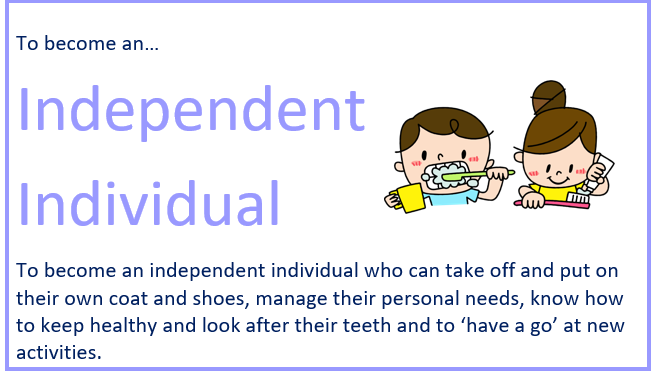 To become an…
Independent
Individual
To become an independent individual who can take off and put on
their own coat and shoes, manage their personal needs, know how
to keep healthy and look after their teeth and to ‘have a go’ at new
activities.